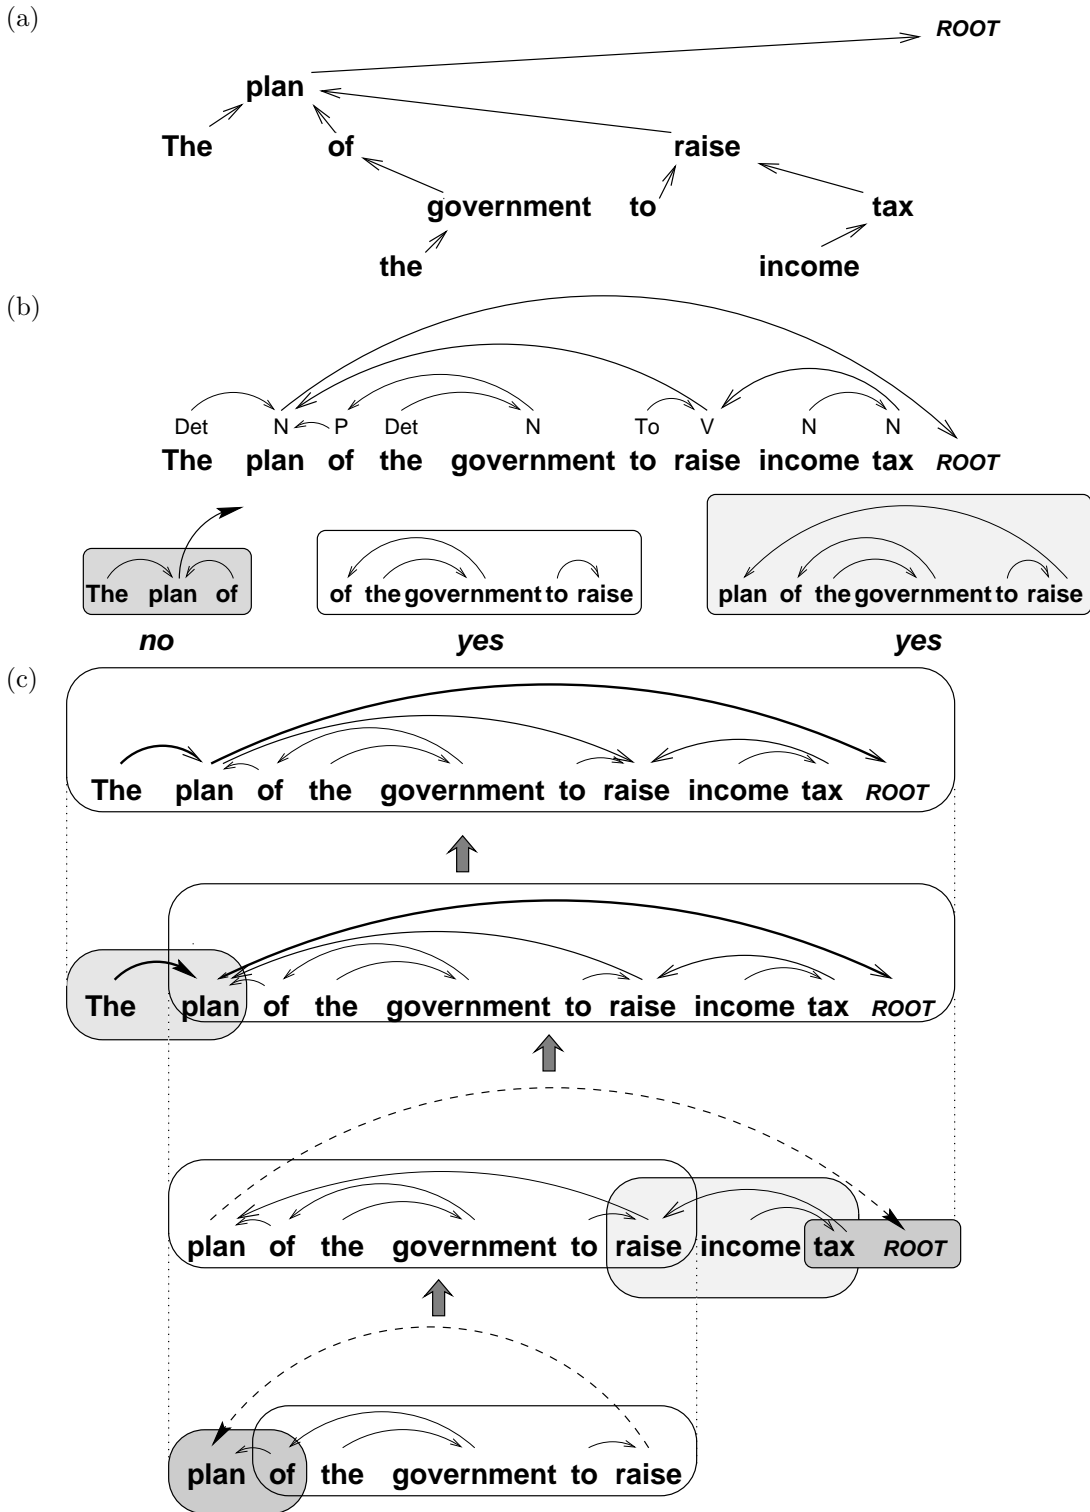 (a)
ROOT
plan
The of raise
government to tax
the income
(b)
Det N P Det N To V N N
The plan of the government to raise income tax ROOT
The plan of
of the government to raise
plan of the government to raise
no yes yes
(c)
The plan of the government to raise income tax ROOT
The plan of the government to raise income tax ROOT
plan of the government to raise income tax ROOT
plan of the government to raise